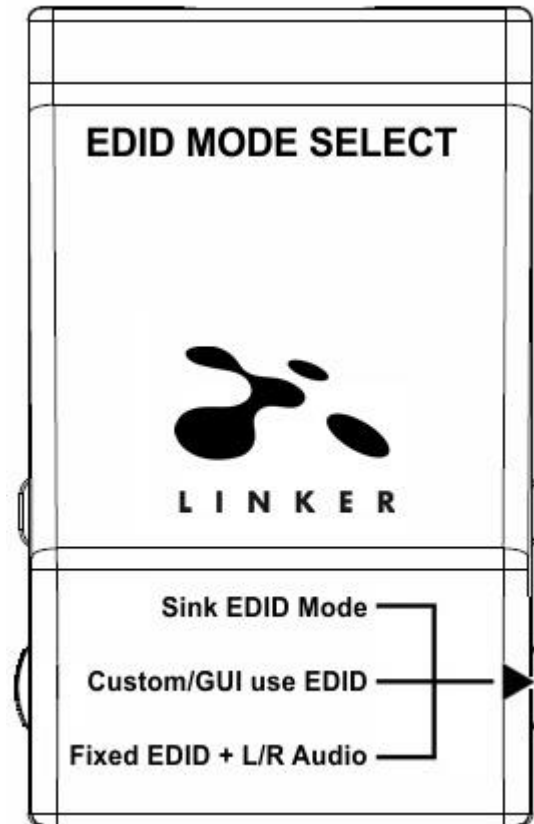 EDID MODE SELECT
LINKER
Sink EDID Mode
Custom/GUI use EDID
Fixed EDID + L/R Audio